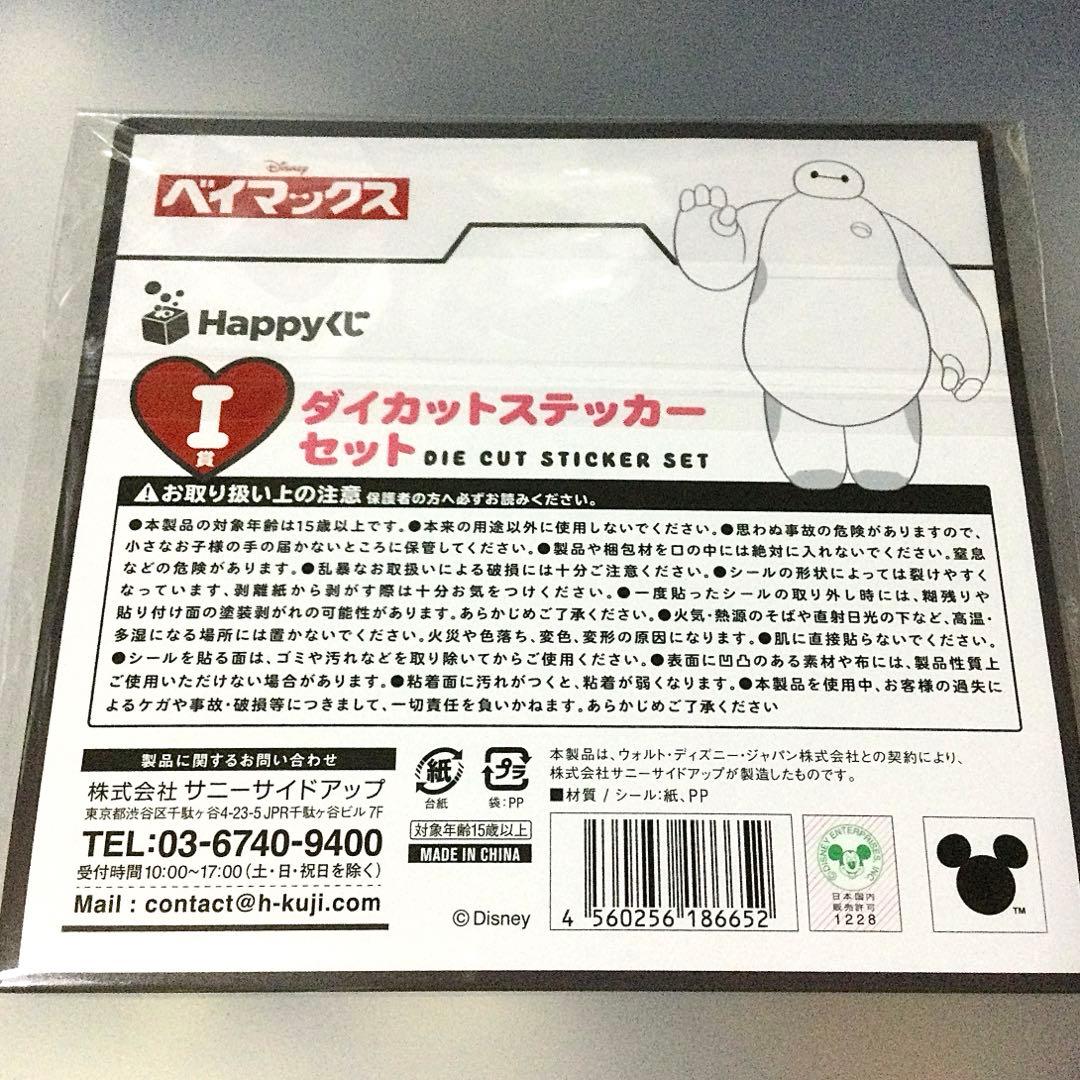 Disney
ベイマックス
Happyくじ
I
賞
ダイカットステッカー
セット DIE CUT STICKER SET
お取り扱い上の注意 保護者の方へ必ずお読みください。
●本製品の対象年齢は15歳以上です。●本来の用途以外に使用しないでください。●思わぬ事故の危険がありますので、
小さなお子様の手の届かないところに保管してください。●製品や梱包材を口の中には絶対に入れないでください。窒息
などの危険があります。●乱暴なお取扱いによる破損には十分ご注意ください。●シールの形状によっては裂けやすく
なっています、剥離紙から剥がす際は十分お気をつけください。●一度貼ったシールの取り外し時には、糊残りや
貼り付け面の塗装剥がれの可能性があります。あらかじめご了承ください。●火気・熱源のそばや直射日光の下など、高温・
多湿になる場所には置かないでください。火災や色落ち、変色、変形の原因になります。●肌に直接貼らないでください。
●シールを貼る面は、ゴミや汚れなどを取り除いてからご使用ください。●表面に凹凸のある素材や布には、製品性質上
ご使用いただけない場合があります。●粘着面に汚れがつくと、粘着が弱くなります。●本製品を使用中、お客様の過失に
よるケガや事故・破損等につきまして、一切責任を負いかねます。あらかじめご了承ください
製品に関するお問い合わせ
株式会社 サニーサイドアップ
東京都渋谷区千駄ヶ谷4-23-5 JPR千駄ヶ谷ビル 7F
TEL:03-6740-9400
受付時間10:00~17:00(土・日・祝日を除く)
Mail : contact@h-kuji.com
紙
台紙
プラ
袋:PP
対象年齢15歳以上
MADE IN CHINA
©Disney
本製品は、ウォルト・ディズニー・ジャパン株式会社との契約により、
株式会社サニーサイドアップが製造したものです。
■材質 / シール:紙、PP
4 560256 186652
©DISNEY ENTERPRISES, INC
日本国内
販売許可
1228
TM